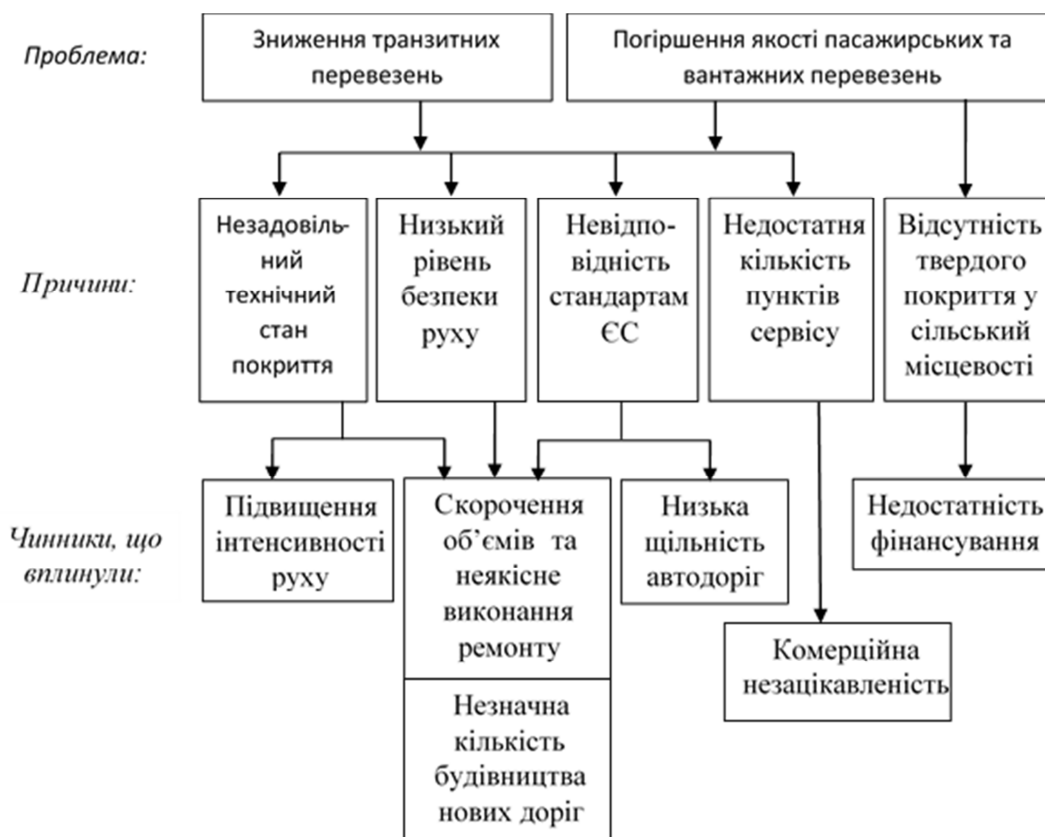 Проблема:
Зниження транзитних
перевезень
Погіршення якості пасажирських та
вантажних перевезень
Причини:
Незадовіль-
ний
технічний
стан
покриття
Низький
рівень
безпеки
руху
Невідпо-
відність
стандартам
ЄС
Недостатня
кількість
пунктів
сервісу
Відсутність
твердого
покриття у
сільський
місцевості
Чинники, що
вплинули:
Підвищення
інтенсивності
руху
Скорочення
об’ємів та
неякісне
виконання
ремонту
Незначна
кількість
будівництва
нових доріг
Низька
щільність
автодоріг
Комерційна
незацікавленість
Недостатність
фінансування